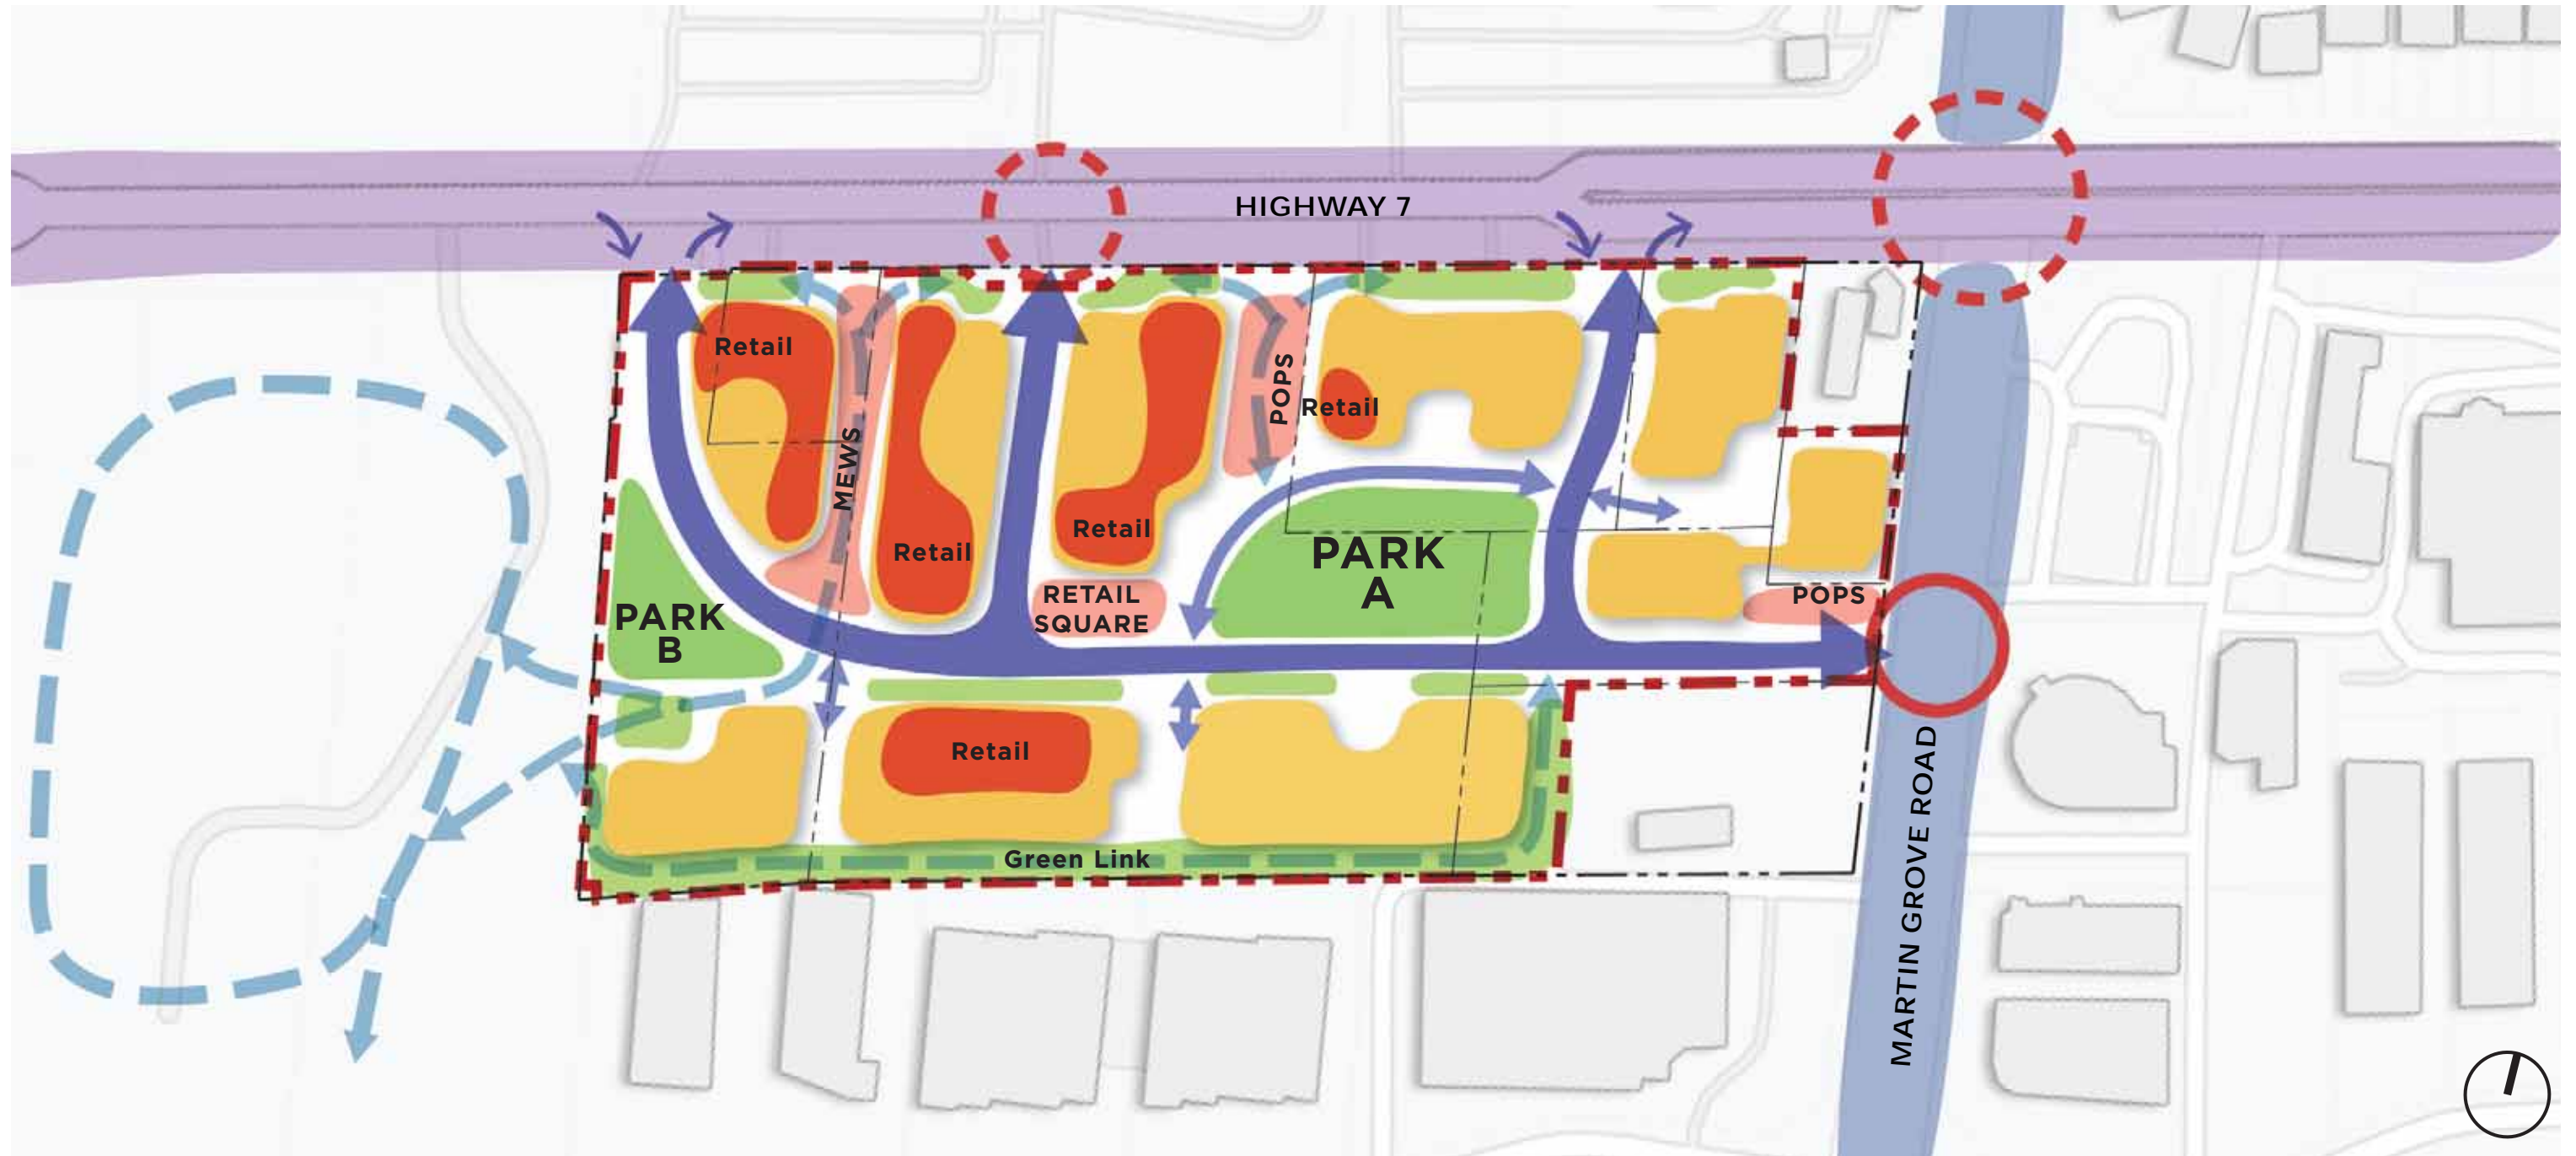 HIGHWAY 7
Retail
MEWS
POPS
Retail
Retail
Retail
PARK
A
RETAIL
SQUARE
POPS
PARK
B
Retail
MARTIN GROVE ROAD
Green Link